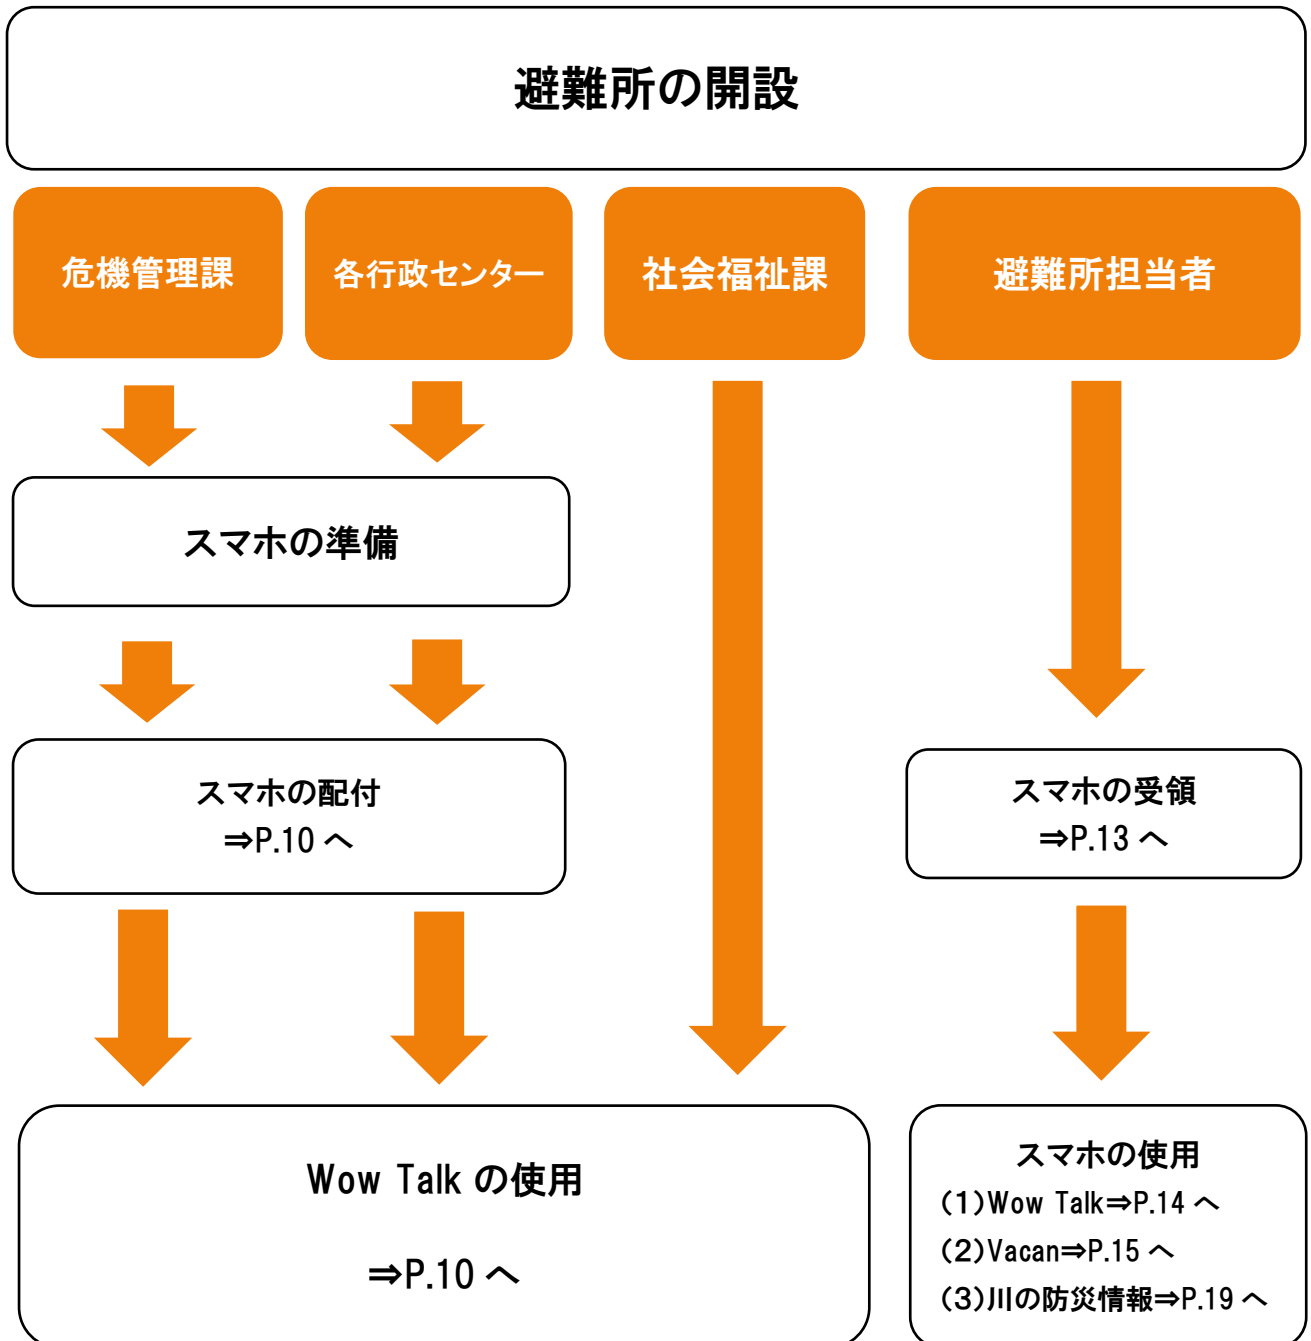 避難所の開設
危機管理課
各行政センター
社会福祉課
避難所担当者
スマホの準備
スマホの配付
⇒P.10 へ
スマホの受領
⇒P.13 へ
Wow Talk の使用
⇒P.10 へ
スマホの使用
(1)Wow Talk⇒P.14 へ
(2)Vacan⇒P.15 へ
(3)川の防災情報⇒P.19 へ